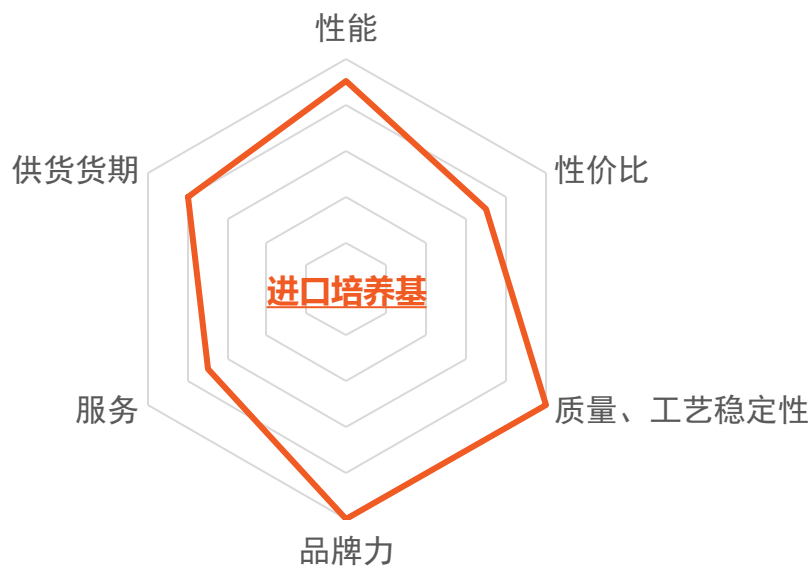 性能
供货货期
性价比
进口培养基
服务
质量、工艺稳定性
品牌力